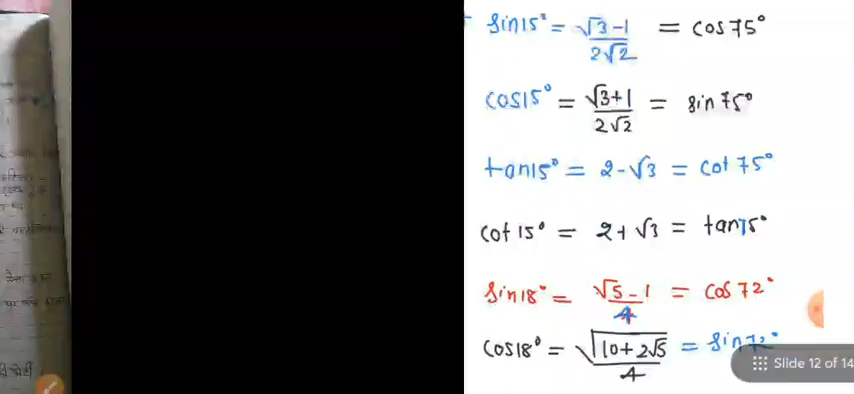 sin15° = √3-1/2√2 = cos75°
cos15° = √3+1/2√2 = sin75°
tan15° = 2-√3 = cot75°
cot15° = 2+√3 = tan75°
sin18° = √5-1/4 = cos72°
cos18° = √10+2√5/4 = sin72°
Slide 12 of 14